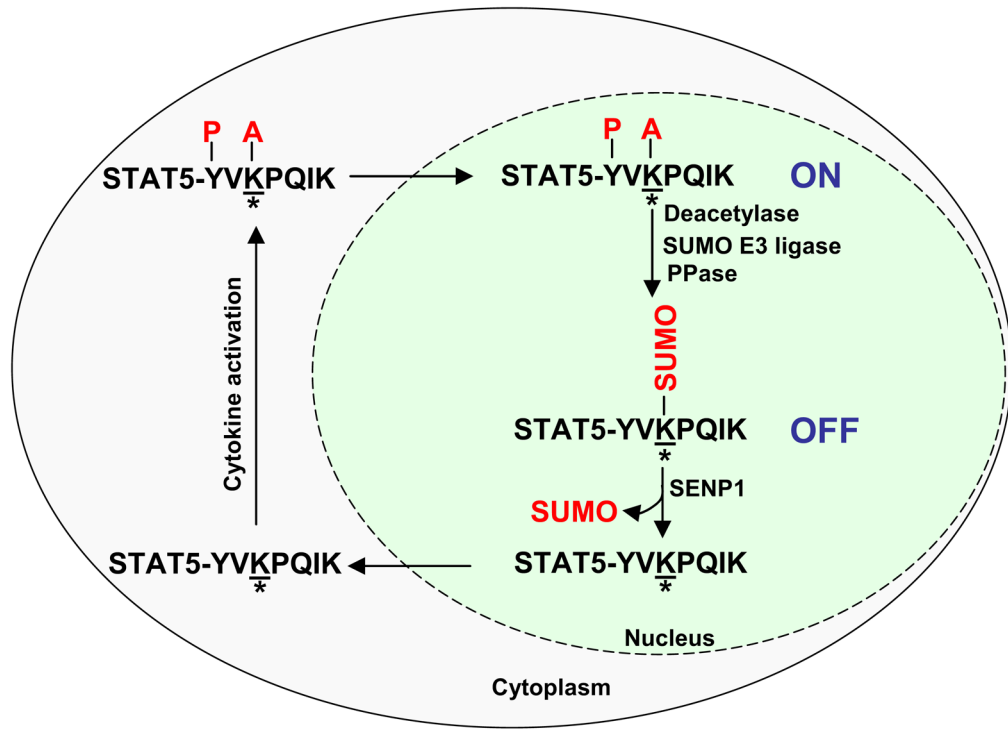 P A
STAT5-YVKPQIK
*
P A
STAT5-YVKPQIK
*
ON
Deacetylase
SUMO E3 ligase
PPase
SUMO
STAT5-YVKPQIK
*
OFF
SENP1
SUMO
STAT5-YVKPQIK
*
STAT5-YVKPQIK
*
Cytokine activation
Nucleus
Cytoplasm